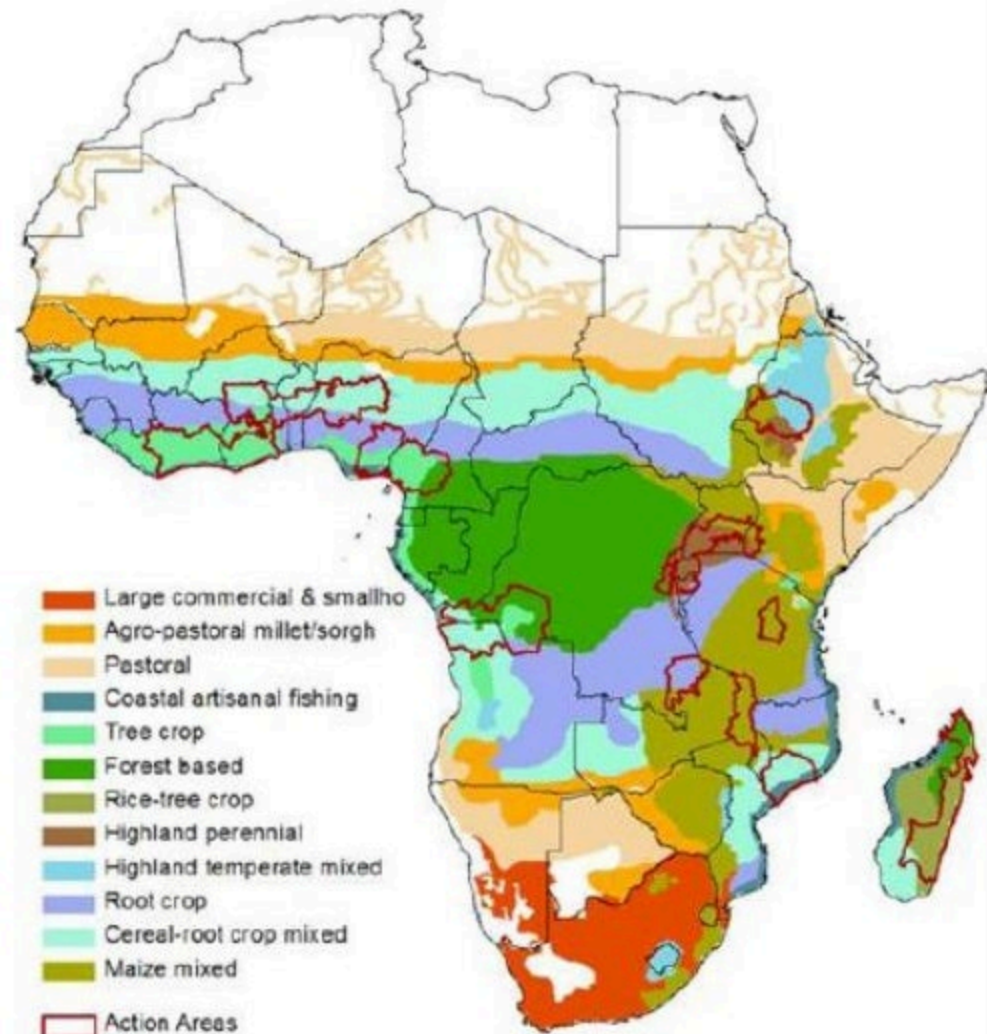 Large commercial & smallho
Agro-pastoral millet/sorgh
Pastoral
Coastal artisanal fishing
Tree crop
Forest based
Rice-tree crop
Highland perennial
Highland temperate mixed
Root crop
Cereal-root crop mixed
Maize mixed
Action Areas